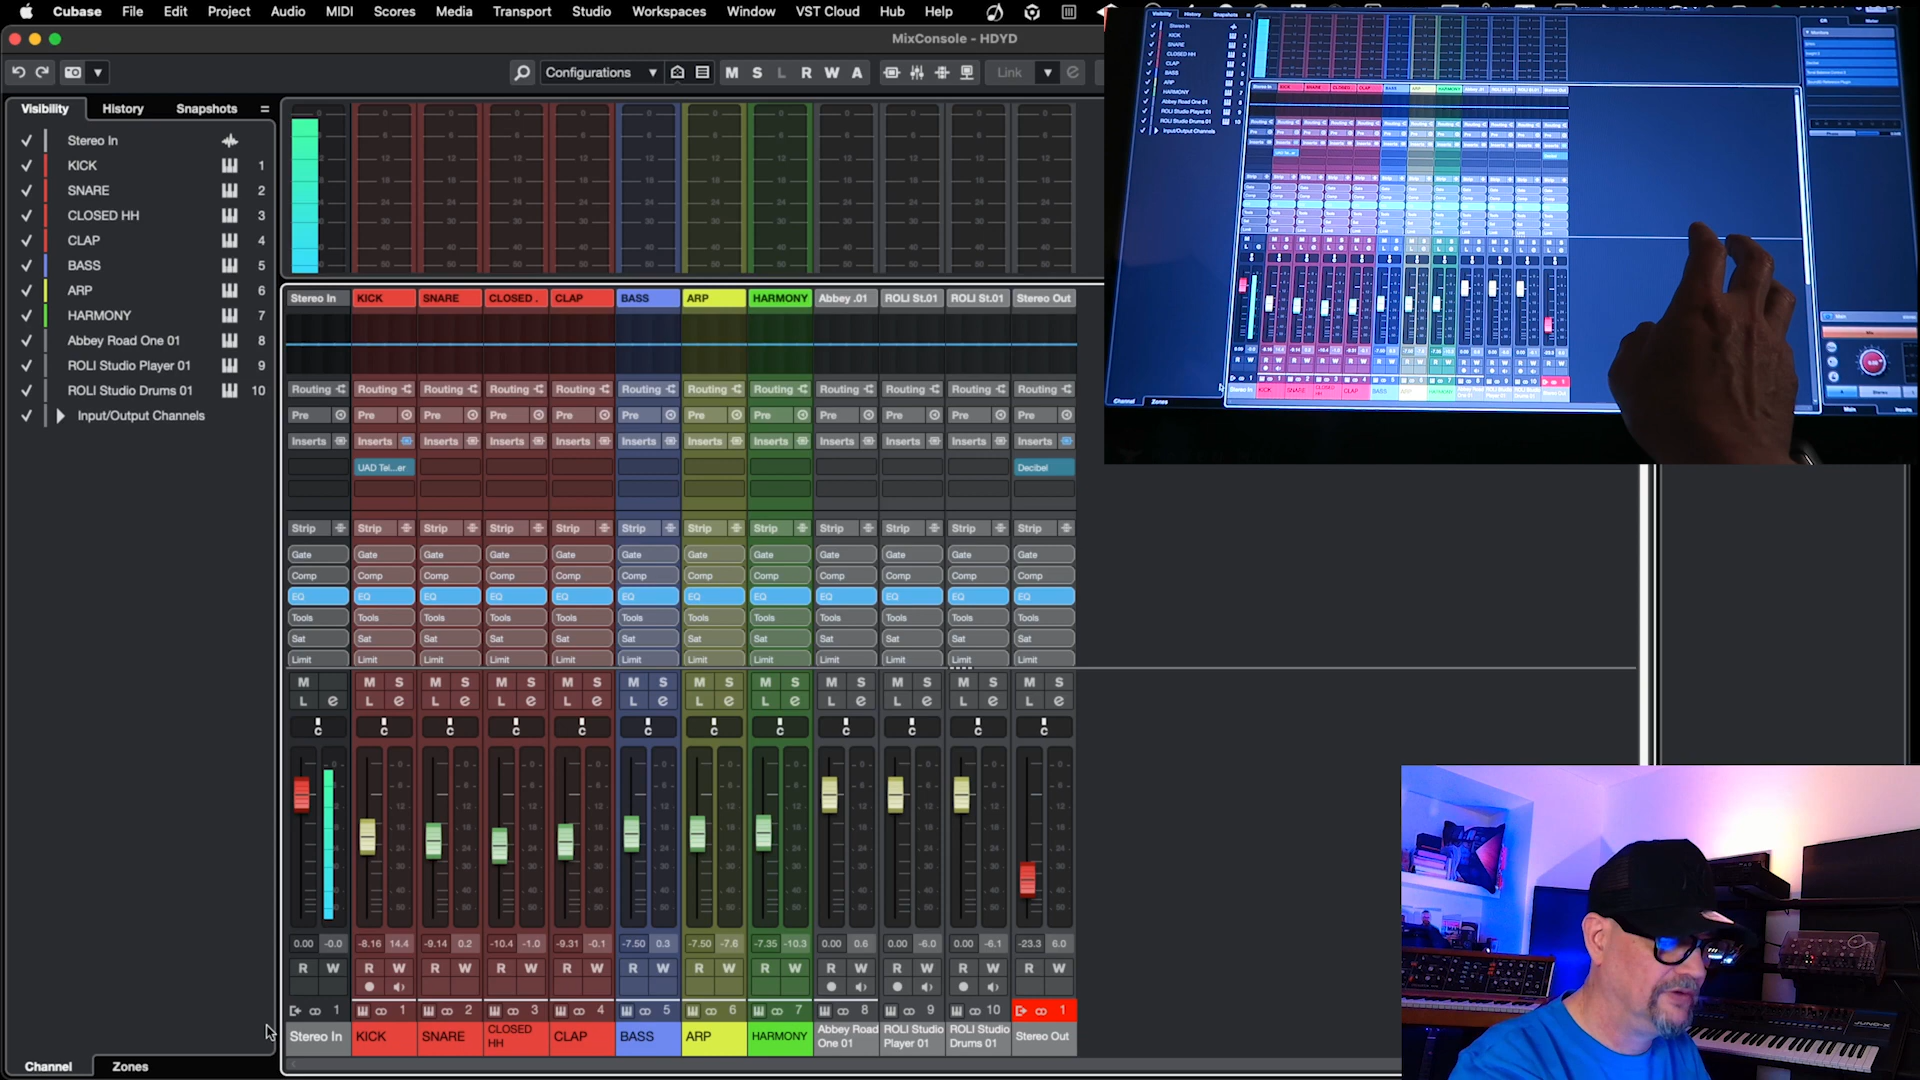 Cubase File Edit Project Audio MIDI Scores Media Transport Studio Workspaces Window VST Cloud Hub Help
MixConsole - HDYD
Configurations M S L R W A Link
Visibility History Snapshots
Stereo In
KICK 1
SNARE 2
CLOSED HH 3
CLAP 4
BASS 5
ARP 6
HARMONY 7
Abbey Road One 01 8
ROLI Studio Player 01 9
ROLI Studio Drums 01 10
Input/Output Channels
Stereo In KICK SNARE CLOSED . CLAP BASS ARP HARMONY Abbey .01 ROLI St.01 ROLI St.01 Stereo Out
Routing Routing Routing Routing Routing Routing Routing Routing Routing Routing Routing Routing
Pre Pre Pre Pre Pre Pre Pre Pre Pre Pre Pre Pre
Inserts Inserts Inserts Inserts Inserts Inserts Inserts Inserts Inserts Inserts Inserts Inserts
UAD Tei...er Decibel
Strip Strip Strip Strip Strip Strip Strip Strip Strip Strip Strip Strip
Gate Gate Gate Gate Gate Gate Gate Gate Gate Gate Gate Gate
Comp Comp Comp Comp Comp Comp Comp Comp Comp Comp Comp Comp
EQ EQ EQ EQ EQ EQ EQ EQ EQ EQ EQ EQ
Tools Tools Tools Tools Tools Tools Tools Tools Tools Tools Tools Tools
Sat Sat Sat Sat Sat Sat Sat Sat Sat Sat Sat Sat
Limit Limit Limit Limit Limit Limit Limit Limit Limit Limit Limit Limit
M M S M S M S M S M S M S M S M S M S M S M S
L e L e L e L e L e L e L e L e L e L e L e L e
C C C C C C C C C C C C
0.00 -0.0 -8.16 14.4 -9.14 0.2 -10.4 -1.0 -9.31 -0.1 -7.50 0.3 -7.50 -7.6 -7.35 -10.3 0.00 0.6 0.00 -6.0 0.00 -6.1 -23.3 6.0
R W R W R W R W R W R W R W R W R W R W R W R W
1 1 2 3 4 5 6 7 8 9 10 1
Stereo In KICK SNARE CLOSED HH CLAP BASS ARP HARMONY Abbey Road One 01 ROLI Studio Player 01 ROLI Studio Drums 01 Stereo Out
Channel Zones